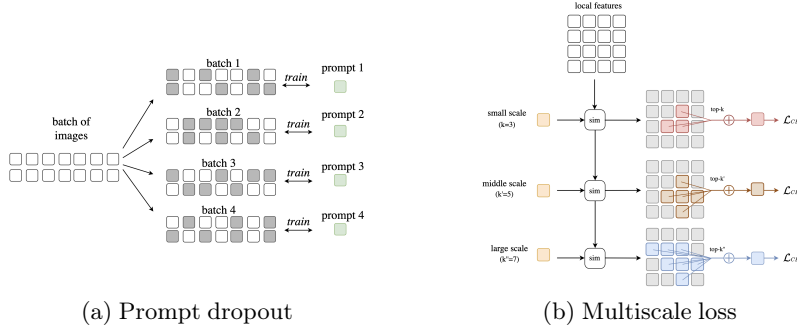 batch of
images
batch 1
train
prompt 1
batch 2
train
prompt 2
batch 3
train
prompt 3
batch 4
train
prompt 4
(a) Prompt dropout
local features
small scale
(k=3)
sim
top-k
middle scale
(k'=5)
sim
top-k'
large scale
(k''=7)
sim
top-k''
(b) Multiscale loss